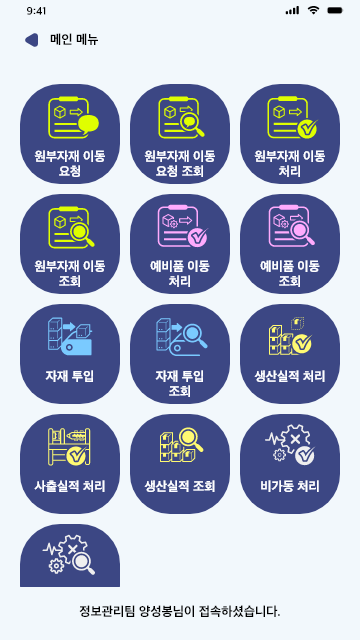 9:41
메인 메뉴
원부자재 이동
요청
원부자재 이동
요청 조회
원부자재 이동
처리
원부자재 이동
조회
예비품 이동
처리
예비품 이동
조회
자재 투입
자재 투입
조회
생산실적 처리
사출실적 처리
생산실적 조회
비가동 처리
정보관리팀 양성봉님이 접속하셨습니다.